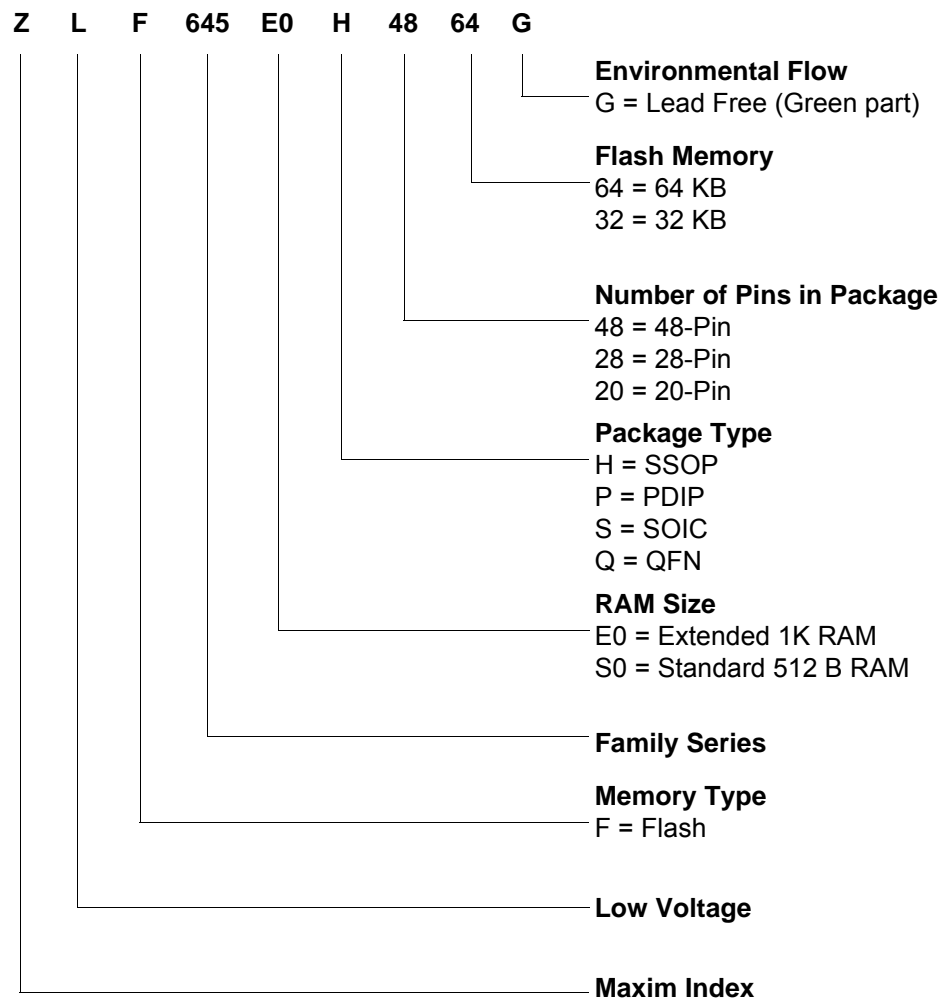 Z L F 645 E0 H 48 64 G
Environmental Flow
G = Lead Free (Green part)
Flash Memory
64 = 64 KB
32 = 32 KB
Number of Pins in Package
48 = 48-Pin
28 = 28-Pin
20 = 20-Pin
Package Type
H = SSOP
P = PDIP
S = SOIC
Q = QFN
RAM Size
E0 = Extended 1K RAM
S0 = Standard 512 B RAM
Family Series
Memory Type
F = Flash
Low Voltage
Maxim Index